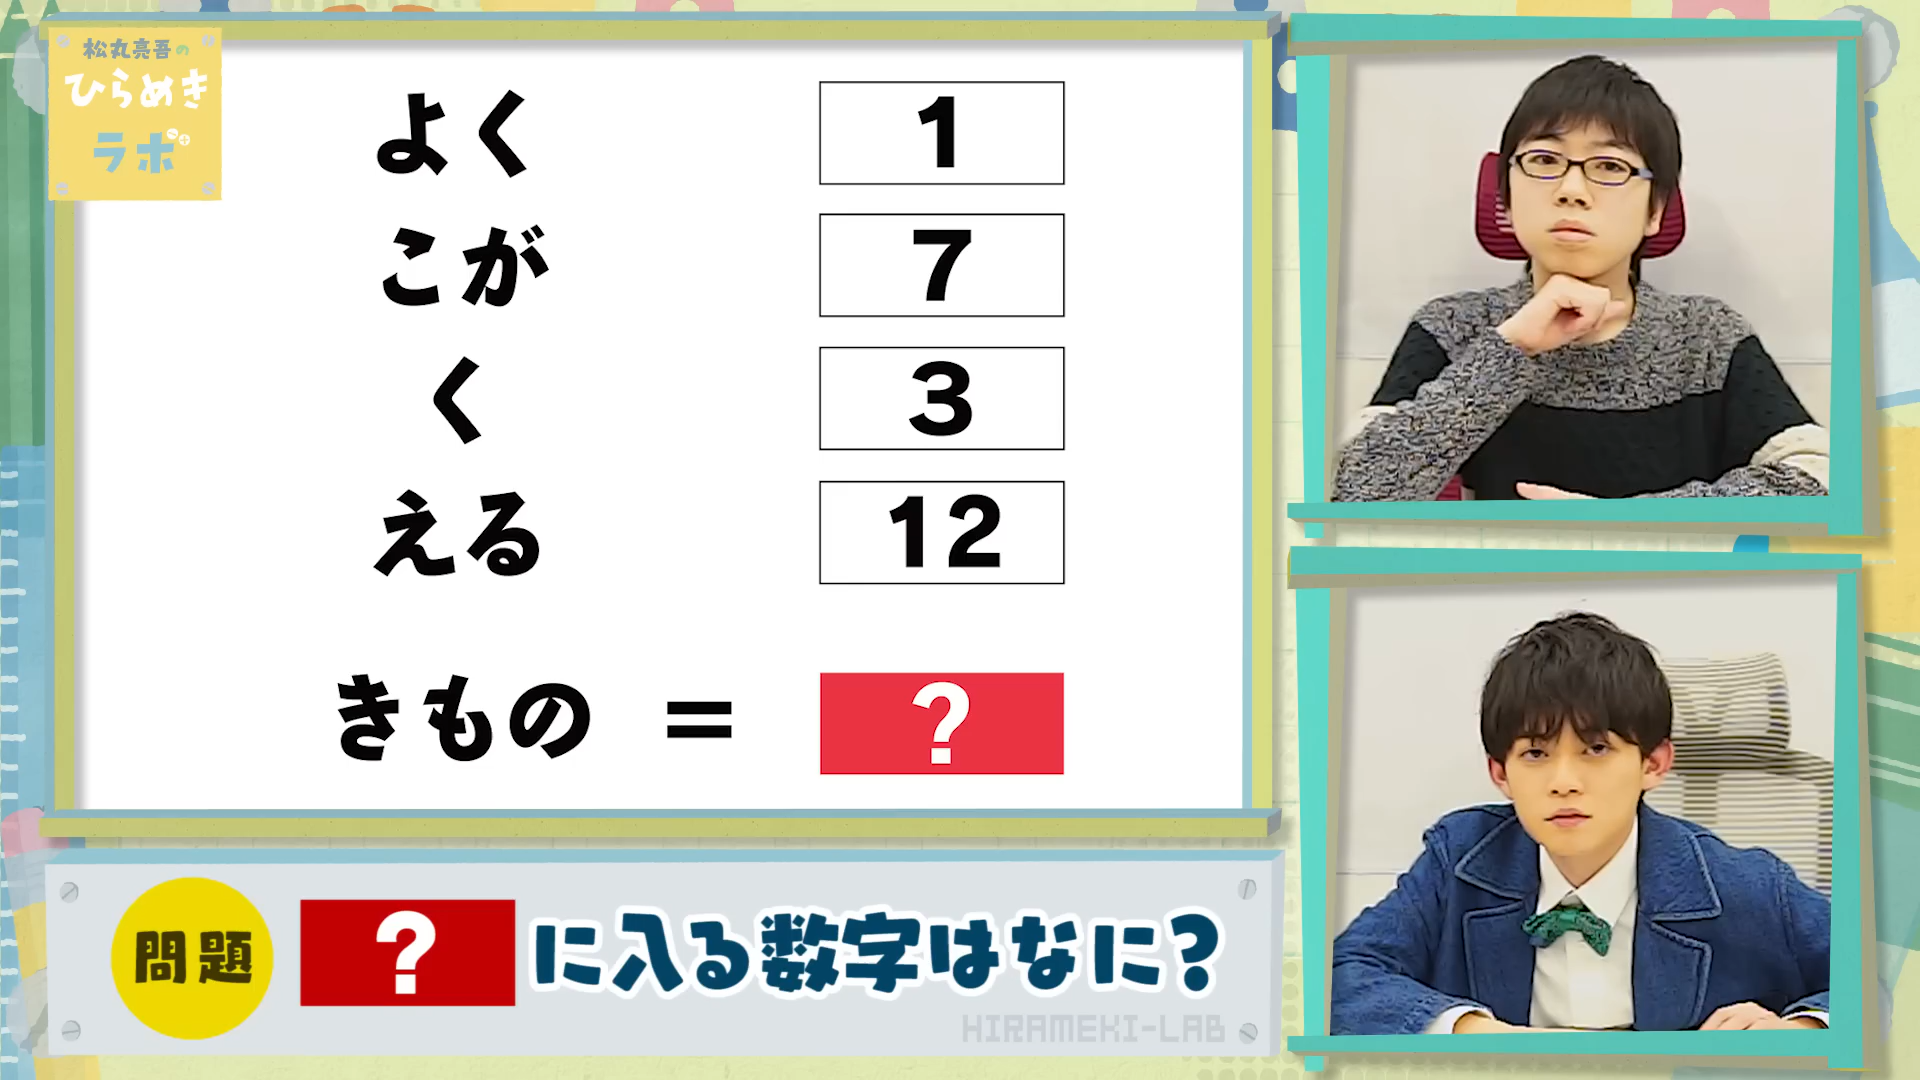 松丸亮吾の
ひらめき
ラボ
よく 1
こが 7
く 3
える 12
きもの = ?
問題 ? に入る数字はなに?
HIRAMEKI-LAB